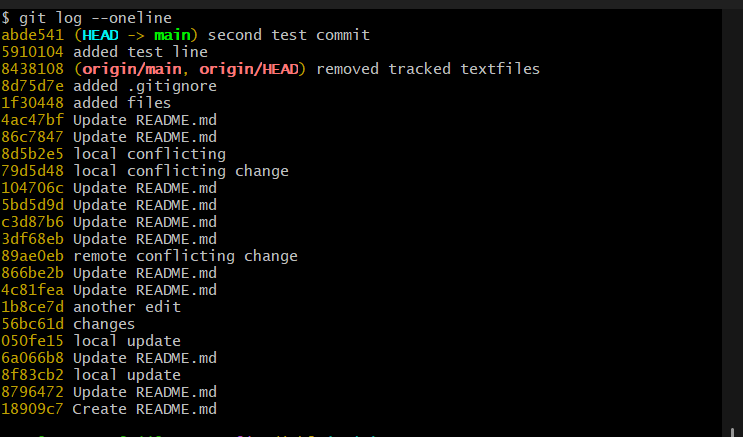 $ git log --oneline
abde541 (HEAD -> main) second test commit
5910104 added test line
8438108 (origin/main, origin/HEAD) removed tracked textfiles
8d75d7e added .gitignore
1f30448 added files
4ac47bf Update README.md
86c7847 Update README.md
8d5b2e5 local conflicting
79d5d48 local conflicting change
104706c Update README.md
5bd5d9d Update README.md
c3d87b6 Update README.md
3df68eb Update README.md
89ae0eb remote conflicting change
866be2b Update README.md
4c81fea Update README.md
1b8ce7d another edit
56bc61d changes
050fe15 local update
6a066b8 Update README.md
8f83cb2 local update
8796472 Update README.md
18909c7 Create README.md